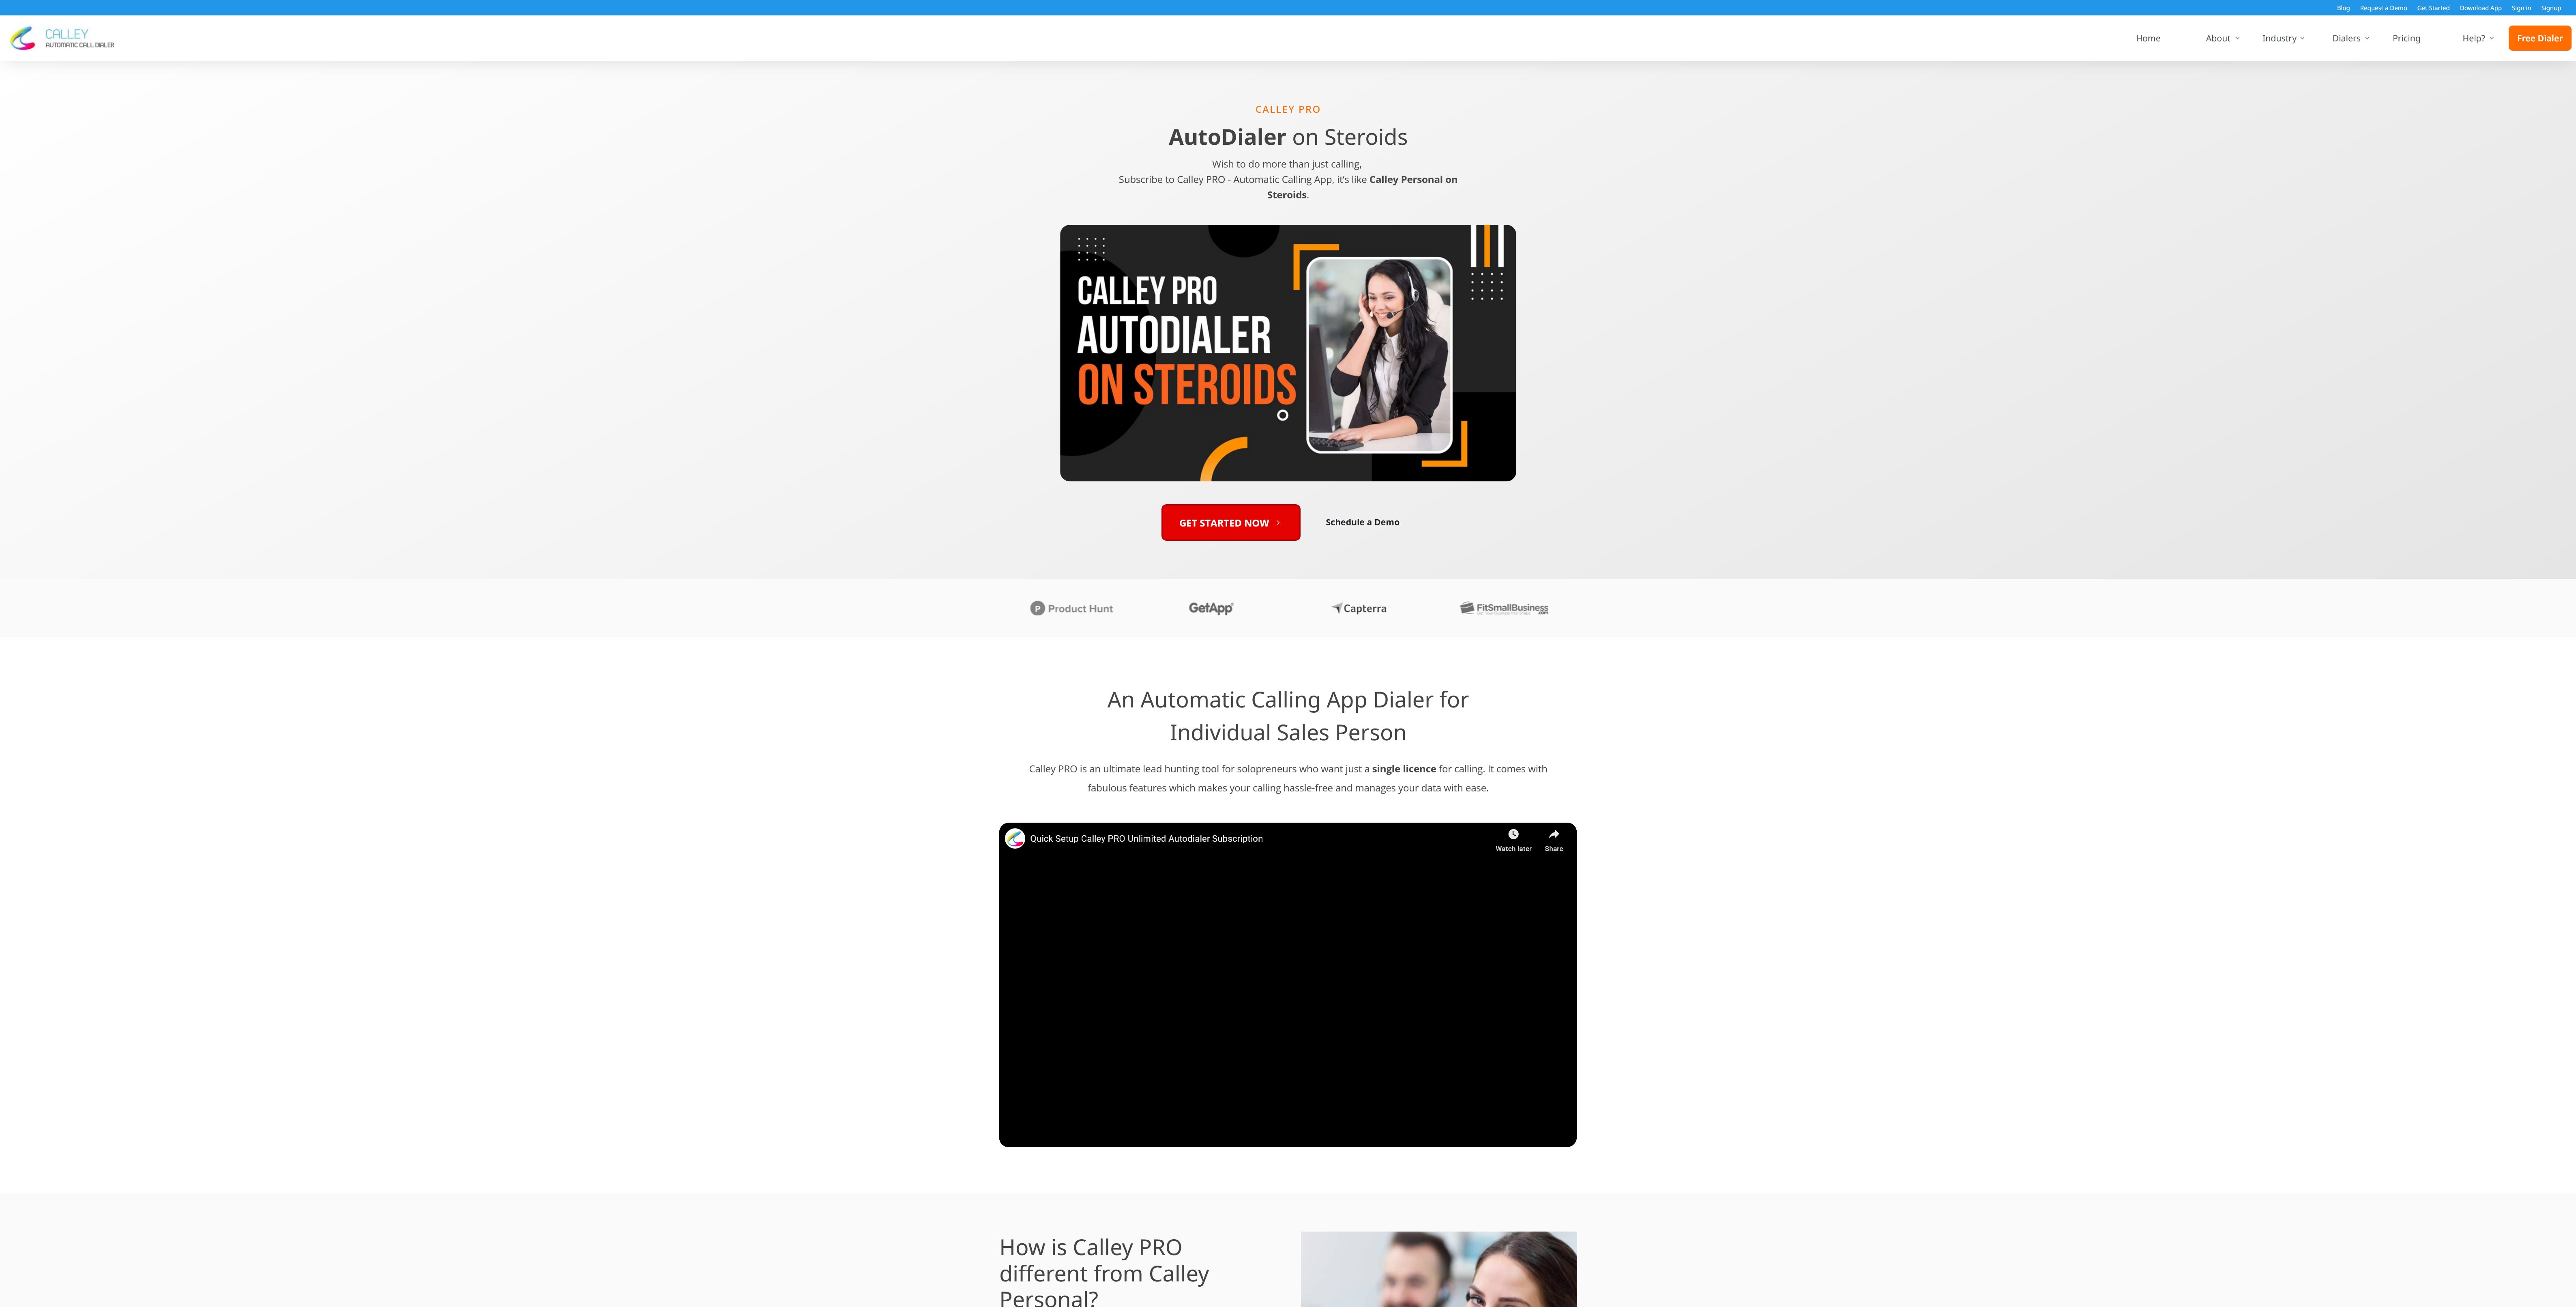 Blog Request a Demo Get Started Download App Sign in Signup
CALLEY
AUTOMATIC CALL DIALER
Home About Industry Dialers Pricing Help? Free Dialer
CALLEY PRO
AutoDialer on Steroids
Wish to do more than just calling,
Subscribe to Calley PRO - Automatic Calling App, it's like Calley Personal on
Steroids.
CALLEY PRO
AUTODIALER
ON STEROIDS
GET STARTED NOW
Schedule a Demo
Product Hunt GetApp Capterra FitSmallBusiness
An Automatic Calling App Dialer for
Individual Sales Person
Calley PRO is an ultimate lead hunting tool for solopreneurs who want just a single licence for calling. It comes with
fabulous features which makes your calling hassle-free and manages your data with ease.
Quick Setup Calley PRO Unlimited Autodialer Subscription
Watch later Share
How is Calley PRO
different from Calley
Personal?